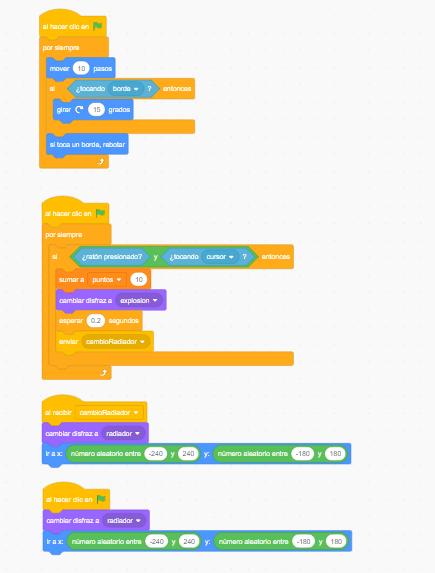 al hacer clic en
por siempre
mover 10 pasos
si ¿tocando borde ? entonces
girar 15 grados
si toca un borde, rebotar
al hacer clic en
por siempre
si ¿ratón presionado? y ¿tocando cursor ? entonces
sumar a puntos 10
cambiar disfraz a explosion
esperar 0.2 segundos
enviar cambioRadiador
al recibir cambioRadiador
cambiar disfraz a radiador
ir a x: número aleatorio entre -240 y 240 y: número aleatorio entre -180 y 180
al hacer clic en
cambiar disfraz a radiador
ir a x: número aleatorio entre -240 y 240 y: número aleatorio entre -180 y 180